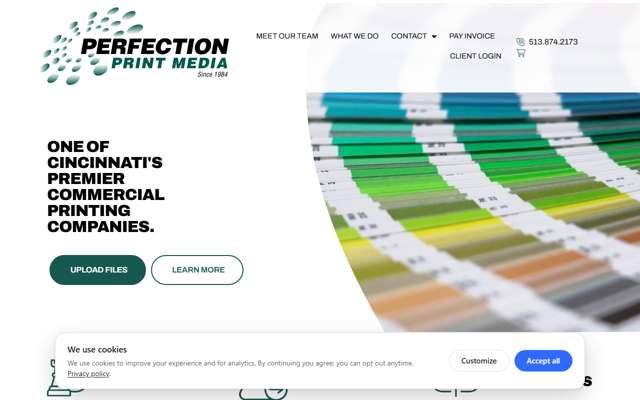 PERFECTION
PRINT MEDIA
Since 1984
MEET OUR TEAM
WHAT WE DO
CONTACT
PAY INVOICE
CLIENT LOGIN
513.874.2173
ONE OF
CINCINNATI'S
PREMIER
COMMERCIAL
PRINTING
COMPANIES.
UPLOAD FILES
LEARN MORE
We use cookies
We use cookies to improve your experience and for analytics. By continuing you agree; you can opt out anytime.
Privacy policy.
Customize
Accept all